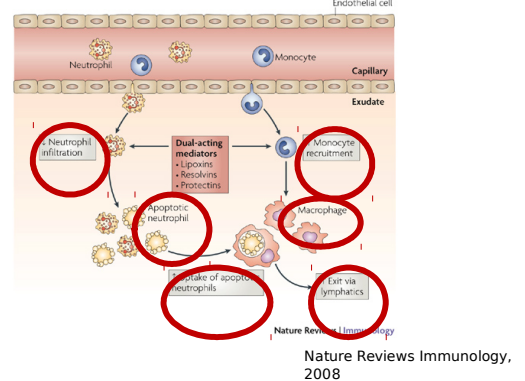 Endothelial cell
Neutrophil
Monocyte
Capillary
Exudate
↓ Neutrophil
infiltration
Dual-acting
mediators
• Lipoxins
• Resolvins
• Protectins
Monocyte
recruitment
Apoptotic
neutrophil
Macrophage
uptake of apoptotic
neutrophils
Exit via
lymphatics
Nature Reviews | Immunology
Nature Reviews Immunology,
2008